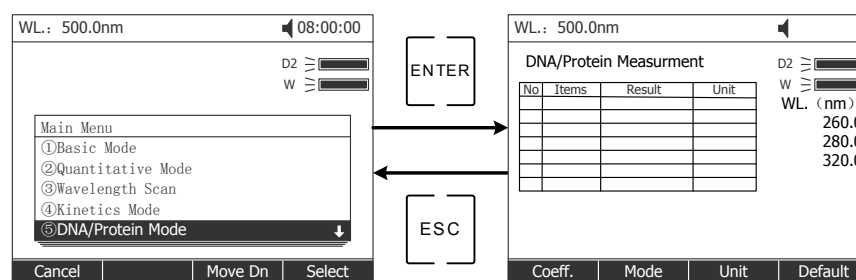 WL.: 500.0nm 08:00:00
D2
W
Main Menu
①Basic Mode
②Quantitative Mode
③Wavelength Scan
④Kinetics Mode
⑤DNA/Protein Mode
Cancel Move Dn Select
ENTER
ESC
WL.: 500.0nm
DNA/Protein Measurment
No Items Result Unit
D2
W
WL.（nm）
260.0
280.0
320.0
Coeff. Mode Unit Default